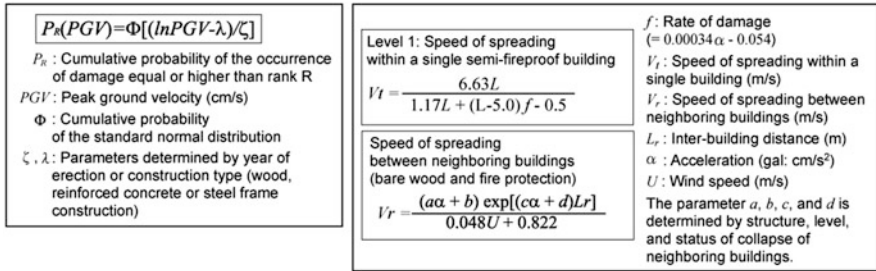 P_R(PGV)=Φ[(lnPGV-λ)/ζ]
P_R : Cumulative probability of the occurrence
of damage equal or higher than rank R
PGV : Peak ground velocity (cm/s)
Φ : Cumulative probability
of the standard normal distribution
ζ , λ : Parameters determined by year of
erection or construction type (wood,
reinforced concrete or steel frame
construction)
Level 1: Speed of spreading
within a single semi-fireproof building
Vt = 6.63L / 1.17L + (L-5.0) f - 0.5
Speed of spreading
between neighboring buildings
(bare wood and fire protection)
Vr = (aα + b) exp[(cα + d)Lr] / 0.048U + 0.822
f : Rate of damage
(= 0.00034α - 0.054)
V_t : Speed of spreading within a
single building (m/s)
V_r : Speed of spreading between
neighboring buildings (m/s)
L_r : Inter-building distance (m)
α : Acceleration (gal: cm/s²)
U : Wind speed (m/s)
The parameter a, b, c, and d is
determined by structure, level,
and status of collapse of
neighboring buildings.